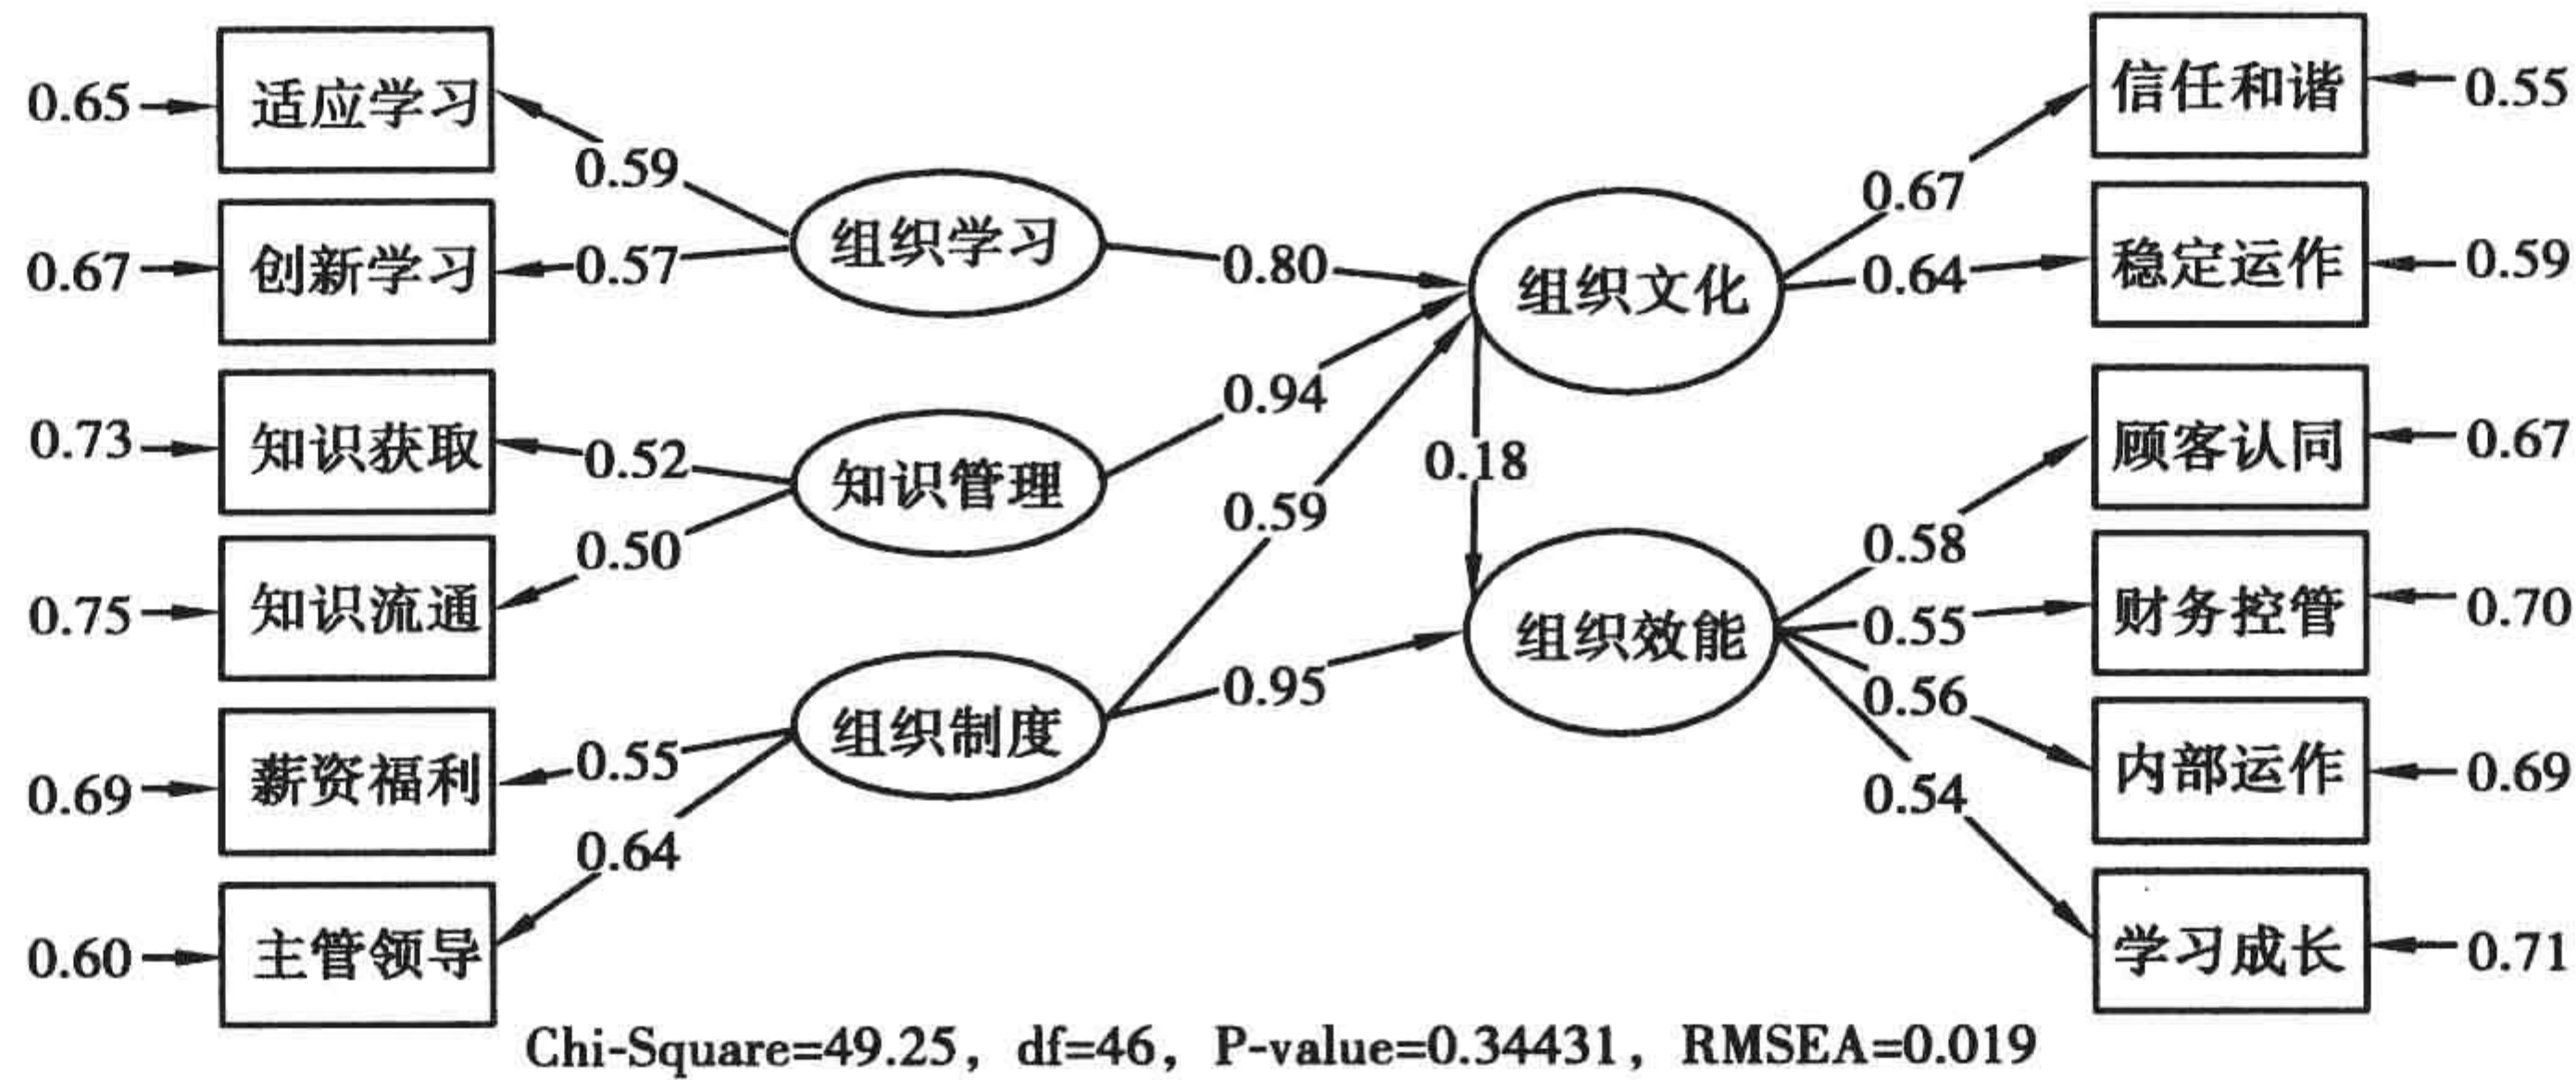 0.65 适应学习 0.59
0.67 创新学习 0.57
0.73 知识获取 0.52
0.75 知识流通 0.50
0.69 薪资福利 0.55
0.60 主管领导 0.64
组织学习 0.80
知识管理 0.94
0.59
组织制度 0.95
组织文化
0.18
组织效能
0.67 信任和谐 0.55
0.64 稳定运作 0.59
0.58 顾客认同 0.67
0.55 财务控管 0.70
0.56 内部运作 0.69
0.54 学习成长 0.71
Chi-Square=49.25, df=46, P-value=0.34431, RMSEA=0.019